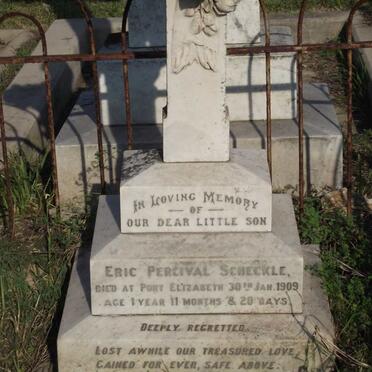 IN LOVING MEMORY
OF
OUR DEAR LITTLE SON
ERIC PERCIVAL SCHECKLE,
DIED AT PORT ELIZABETH 30TH JAN. 1909
AGE 1 YEAR 11 MONTHS & 20 DAYS.
DEEPLY REGRETTED.
LOST AWHILE OUR TREASURED LOVE,
GAINED FOR EVER, SAFE ABOVE.